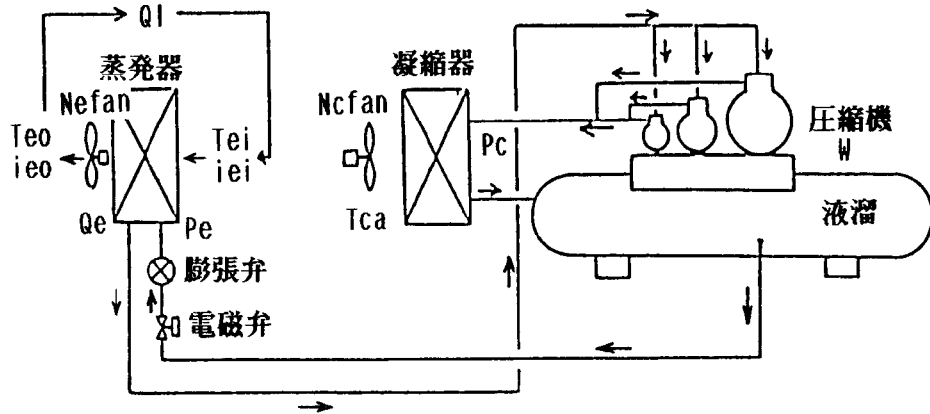 Ql
蒸発器
凝縮器
Nefan
Ncfan
Teo
ieo
Tei
iei
圧縮機
W
Pc
Qe
Pe
Tca
液溜
膨張弁
電磁弁